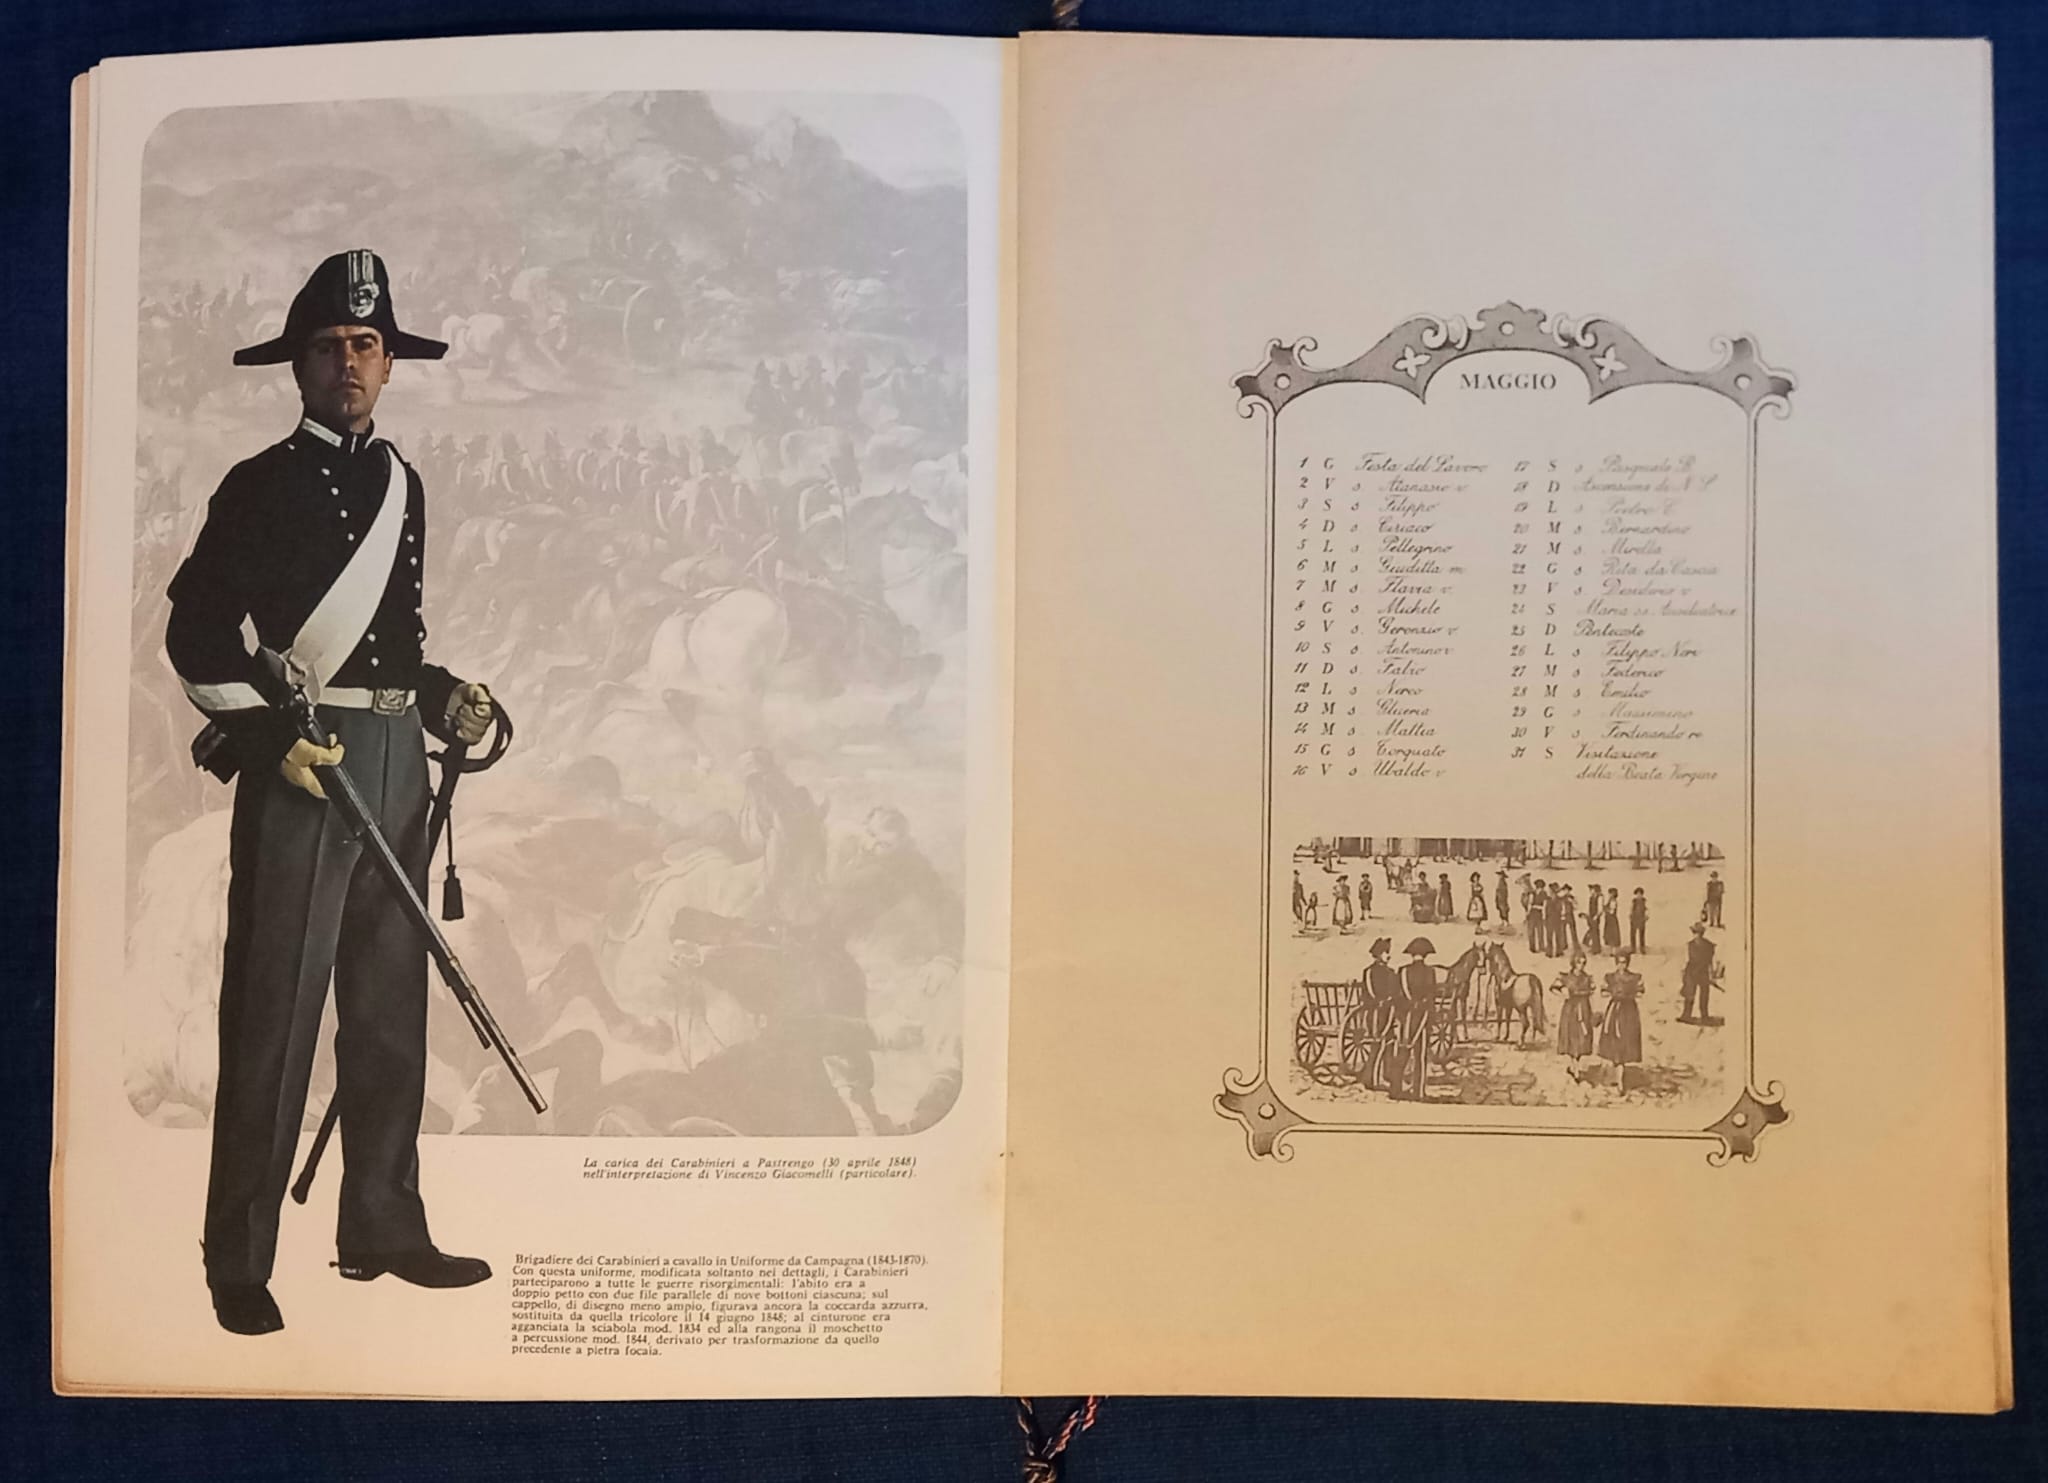 La carica dei Carabinieri a Pastrengo (30 aprile 1848)
nell'interpretazione di Vincenzo Giacomelli (particolare).
Brigadiere dei Carabinieri a cavallo in Uniforme da Campagna (1843-1870).
Con questa uniforme, modificata soltanto nei dettagli, i Carabinieri
parteciparono a tutte le guerre risorgimentali: l'abito era a
doppio petto con due file parallele di nove bottoni ciascuna; sul
cappello, di disegno meno ampio, figurava ancora la coccarda azzurra,
sostituita da quella tricolore il 14 giugno 1848; al cinturone era
agganciata la sciabola mod. 1834 ed alla rangona il moschetto
a percussione mod. 1844, derivato per trasformazione da quello
precedente a pietra focaia.
MAGGIO
1 G Festa del Lavoro
2 V s. Atanasio v.
3 S s Filippo
4 D s Ciriaco
5 L s Pellegrino
6 M s Giuditta m.
7 M s Flavia v.
8 G s Michele
9 V s. Geronzio v.
10 S s. Antonino v
11 D s Fabio
12 L s Nereo
13 M s Gliceria
14 M s. Mattia
15 G s Torquato
16 V s Ubaldo v
17 S s Pasquale B
18 D Ascensione di N S
19 L s Pietro C
20 M s Bernardino
21 M s. Mirella
22 G s Rita da Cascia
23 V s. Desiderio v
24 S Maria ss. Ausiliatrice
25 D Pentecoste
26 L s Filippo Neri
27 M s Federico
28 M s Emilio
29 G s Massimino
30 V s. Ferdinando re
31 S Visitazione
della Beata Vergine